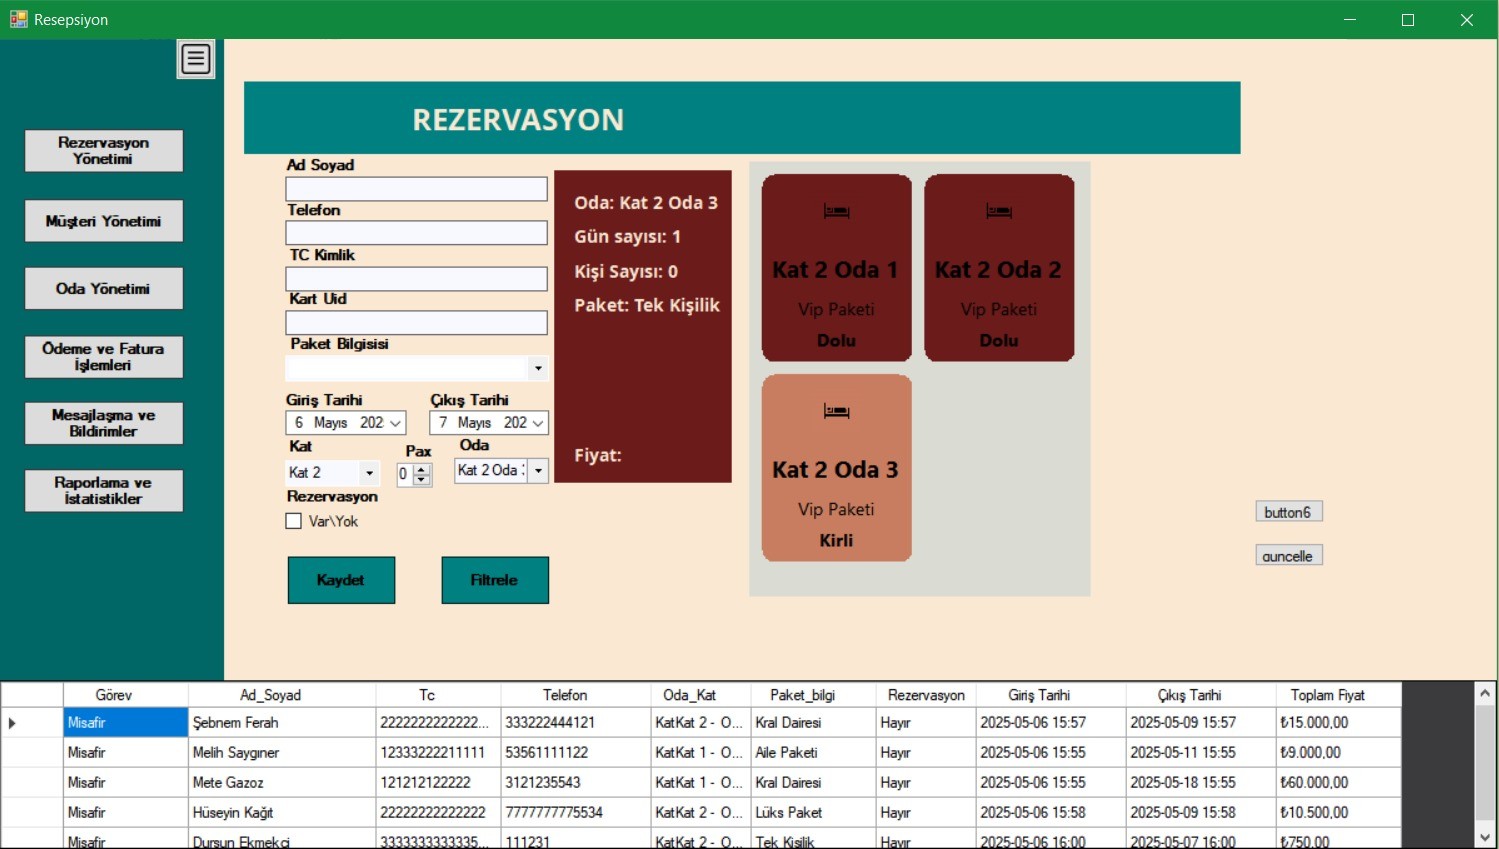 Resepsiyon
Rezervasyon
Yönetimi
Müşteri Yönetimi
Oda Yönetimi
Ödeme ve Fatura
İşlemleri
Mesajlaşma ve
Bildirimler
Raporlama ve
İstatistikler
REZERVASYON
Ad Soyad
Telefon
TC Kimlik
Kart Uid
Paket Bilgisisi
Giriş Tarihi
Çıkış Tarihi
6 Mayıs 202
7 Mayıs 202
Kat
Pax
Oda
Kat 2
0
Kat 2 Oda
Rezervasyon
Var\Yok
Kaydet
Filtrele
Oda: Kat 2 Oda 3
Gün sayısı: 1
Kişi Sayısı: 0
Paket: Tek Kişilik
Fiyat:
Kat 2 Oda 1
Vip Paketi
Dolu
Kat 2 Oda 2
Vip Paketi
Dolu
Kat 2 Oda 3
Vip Paketi
Kirli
button6
guncelle
Görev Ad_Soyad Tc Telefon Oda_Kat Paket_bilgi Rezervasyon Giriş Tarihi Çıkış Tarihi Toplam Fiyat
Misafir Şebnem Ferah 2222222222222... 333222444121 KatKat 2 - O... Kral Dairesi Hayır 2025-05-06 15:57 2025-05-09 15:57 ₺15.000,00
Misafir Melih Saygıner 12333222211111 53561111122 KatKat 1 - O... Aile Paketi Hayır 2025-05-06 15:55 2025-05-11 15:55 ₺9.000,00
Misafir Mete Gazoz 121212122222 3121235543 KatKat 1 - O... Kral Dairesi Hayır 2025-05-06 15:55 2025-05-18 15:55 ₺60.000,00
Misafir Hüseyin Kağıt 22222222222222 7777777775534 KatKat 2 - O... Lüks Paket Hayır 2025-05-06 15:58 2025-05-09 15:58 ₺10.500,00
Misafir Dursun Ekmekçi 3333333333335... 111231 KatKat 2 - O... Tek Kişilik Hayır 2025-05-06 16:00 2025-05-07 16:00 ₺750,00